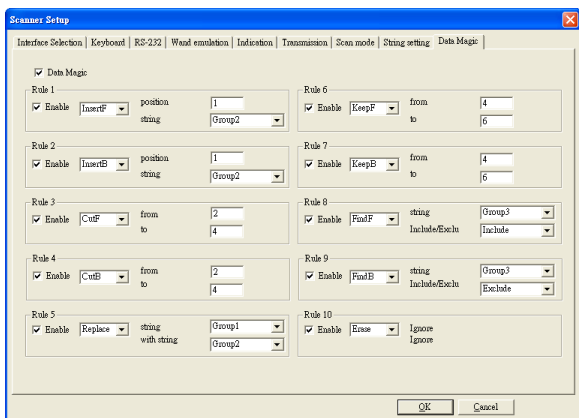 Scanner Setup
Interface Selection Keyboard RS-232 Wand emulation Indication Transmission Scan mode String setting Data Magic
Data Magic
Rule 1
Enable InsertF position 1
string Group2
Rule 2
Enable InsertB position 1
string Group2
Rule 3
Enable CutF from 2
to 4
Rule 4
Enable CutB from 2
to 4
Rule 5
Enable Replace string Group1
with string Group2
Rule 6
Enable KeepF from 4
to 6
Rule 7
Enable KeepB from 4
to 6
Rule 8
Enable FindF string Group3
Include/Exclu Include
Rule 9
Enable FindB string Group3
Include/Exclu Exclude
Rule 10
Enable Erase Ignore
Ignore
OK Cancel